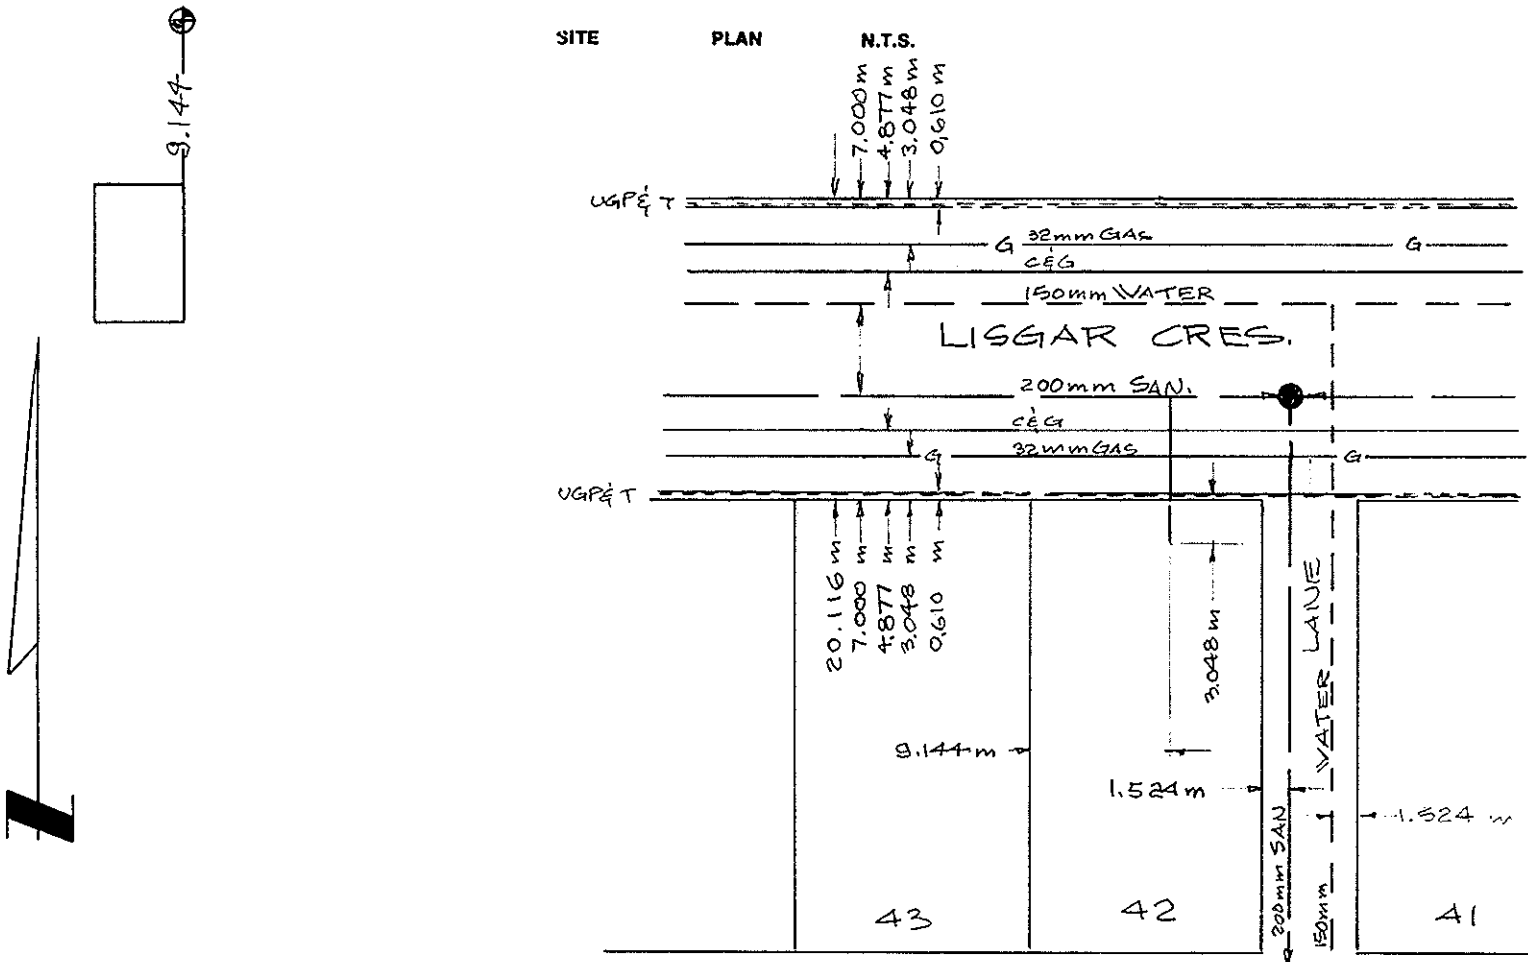 SITE PLAN N.T.S.
9.144
7.000 m
4.877 m
3.048 m
0.610 m
UGP&T
G 32mm GAS G
C&G
150mm WATER
LISGAR CRES.
200mm SAN.
C&G
G 32mm GAS G
UGP&T
20.116 m
7.000 m
4.877 m
3.048 m
0.610 m
3.048 m
WATER LANE
9.144 m
1.524 m
1.524 m
200mm SAN
150mm
43 42 41